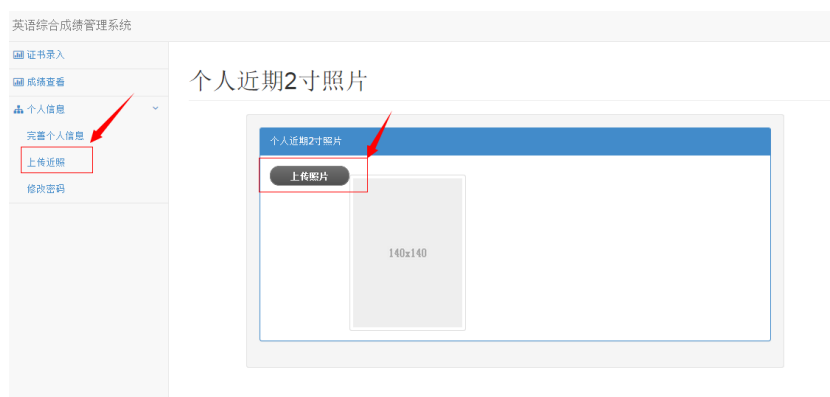 英语综合成绩管理系统
证书录入
成绩查看
个人信息
完善个人信息
上传近照
修改密码
个人近期2寸照片
个人近期2寸照片
上传照片
140x140